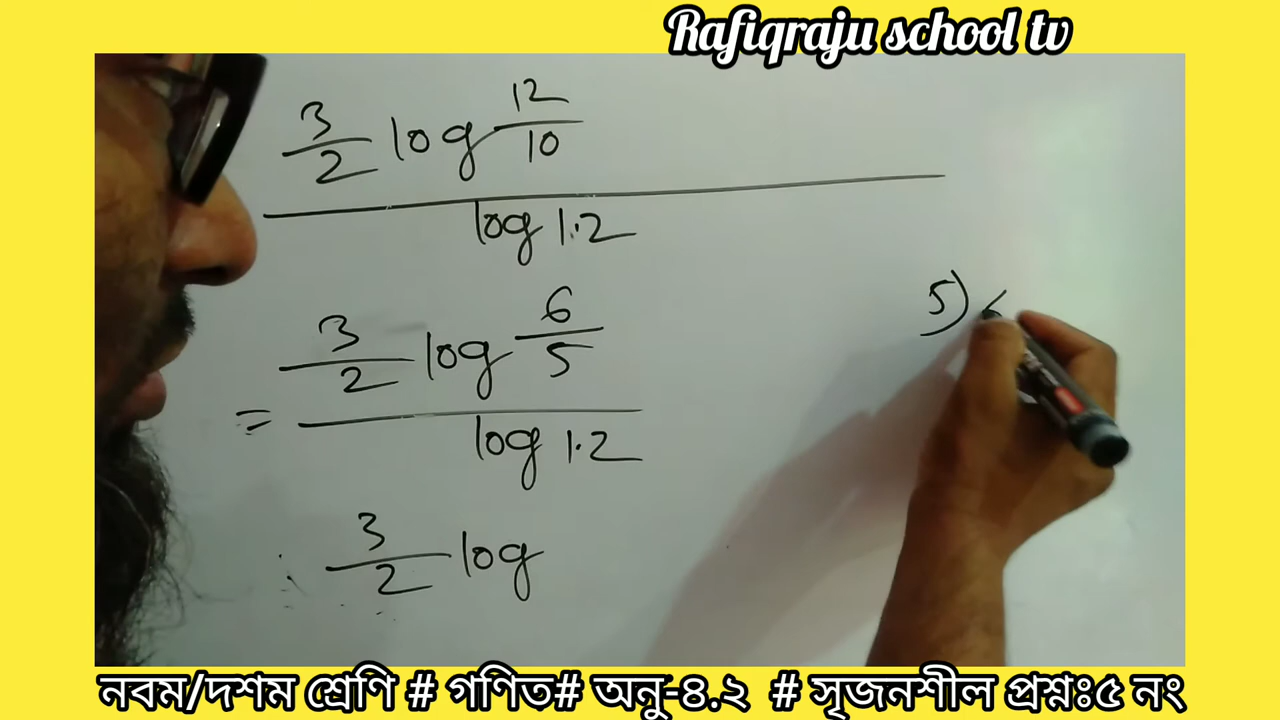 Rafiqraju school tv
3/2 log 12/10
log 1.2
= 3/2 log 6/5
log 1.2
3/2 log
5) 6
নবম/দশম শ্রেণি # গণিত# অনু-৪.২ # সৃজনশীল প্রশ্নঃ৫ নং